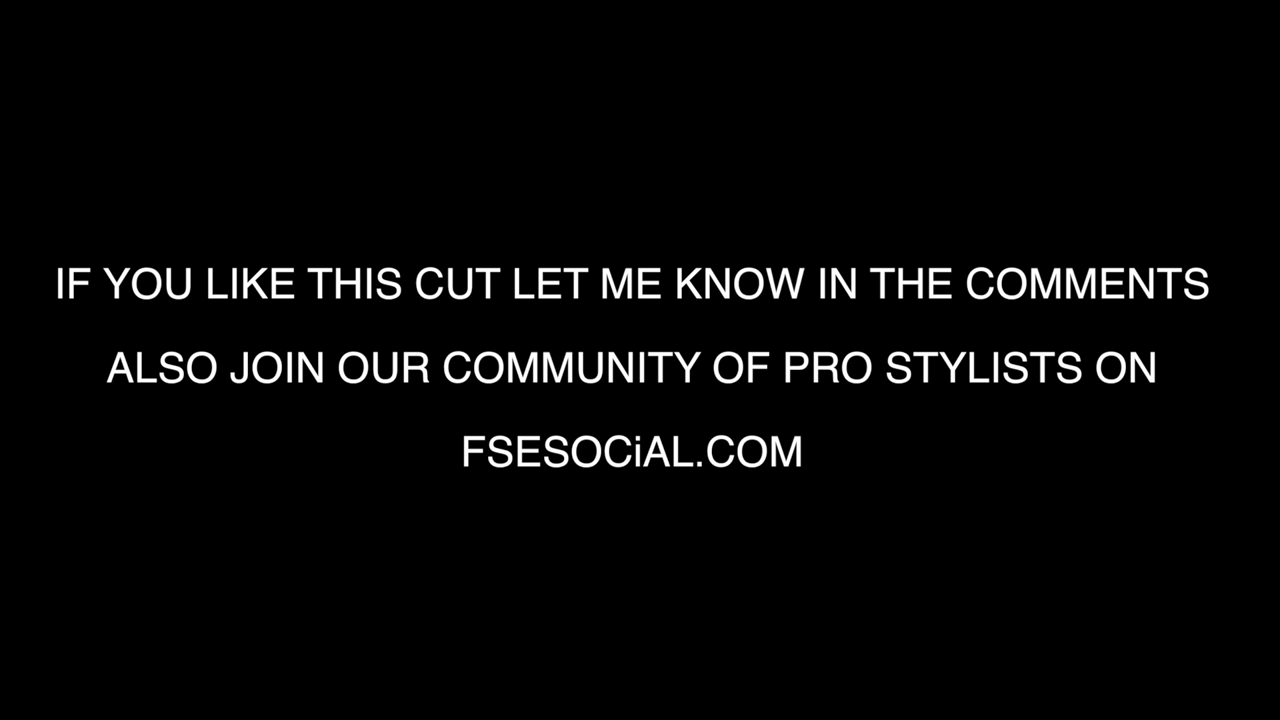 IF YOU LIKE THIS CUT LET ME KNOW IN THE COMMENTS
ALSO JOIN OUR COMMUNITY OF PRO STYLISTS ON
FSESOCiAL.COM